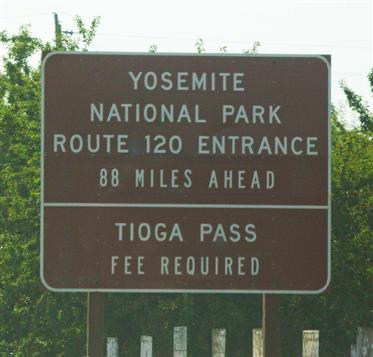 YOSEMITE
NATIONAL PARK
ROUTE 120 ENTRANCE
88 MILES AHEAD
TIOGA PASS
FEE REQUIRED